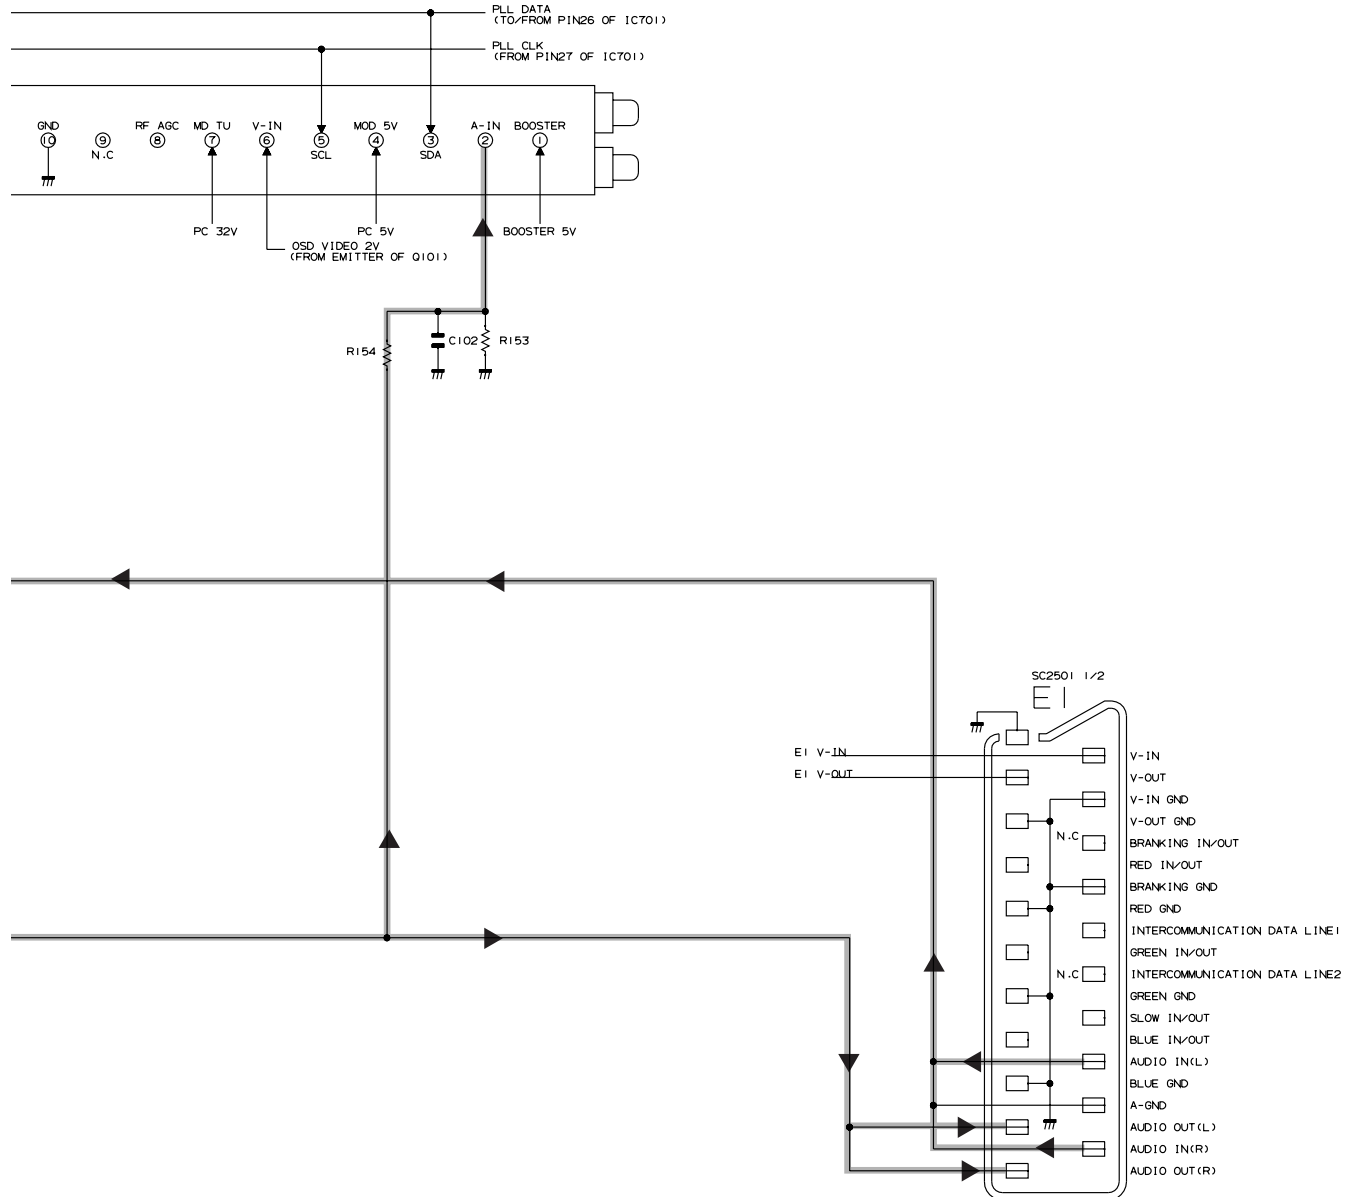 PLL DATA
(TO/FROM PIN26 OF IC701)
PLL CLK
(FROM PIN27 OF IC701)
GND
RF AGC
MD TU
V-IN
MOD 5V
A-IN
BOOSTER
10
9
8
7
6
5
4
3
2
1
N.C
SCL
SDA
PC 32V
PC 5V
BOOSTER 5V
OSD VIDEO 2V
(FROM EMITTER OF Q101)
R154
C102
R153
SC2501 1/2
E1
E1 V-IN
V-IN
E1 V-OUT
V-OUT
V-IN GND
V-OUT GND
N.C
BRANKING IN/OUT
RED IN/OUT
BRANKING GND
RED GND
INTERCOMMUNICATION DATA LINE1
GREEN IN/OUT
N.C
INTERCOMMUNICATION DATA LINE2
GREEN GND
SLOW IN/OUT
BLUE IN/OUT
AUDIO IN(L)
BLUE GND
A-GND
AUDIO OUT(L)
AUDIO IN(R)
AUDIO OUT(R)